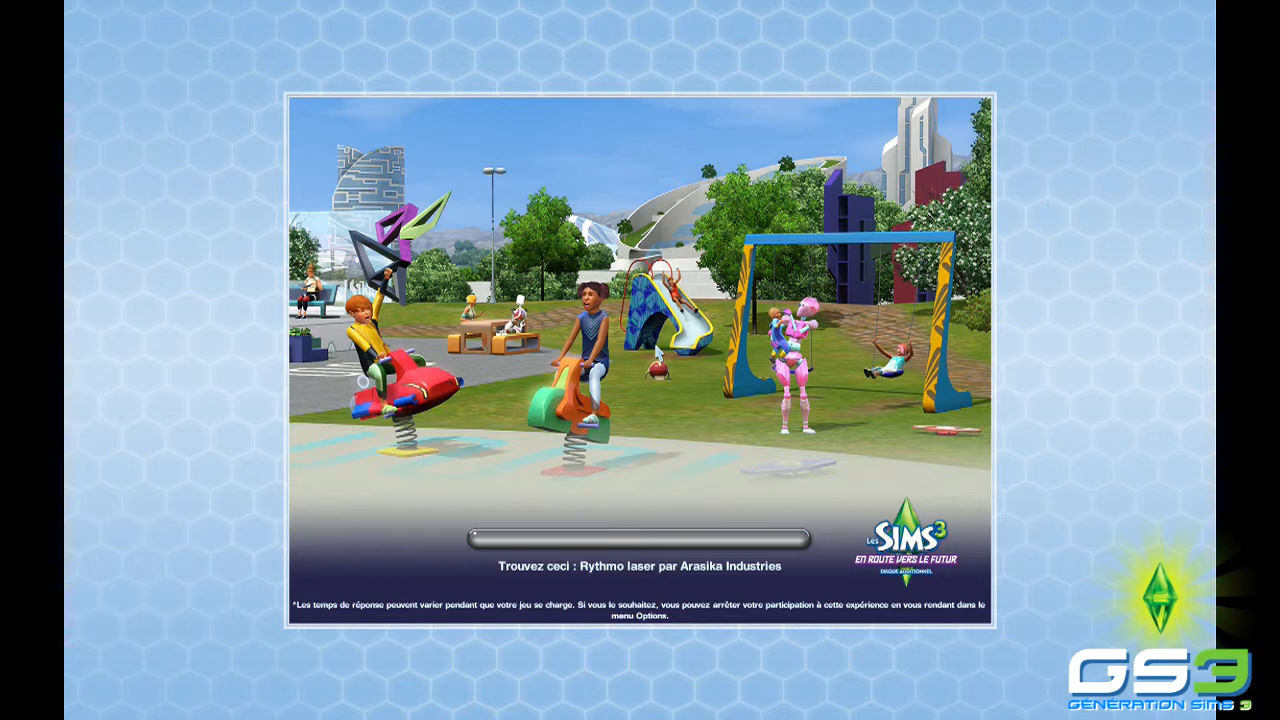 Trouvez ceci : Rythmo laser par Arasika Industries
LES SIMS 3
EN ROUTE VERS LE FUTUR
DISQUE ADDITIONNEL
*Les temps de réponse peuvent varier pendant que votre jeu se charge. Si vous le souhaitez, vous pouvez arrêter votre participation à cette expérience en vous rendant dans le
menu Options.
GS3
GÉNÉRATION SIMS 3